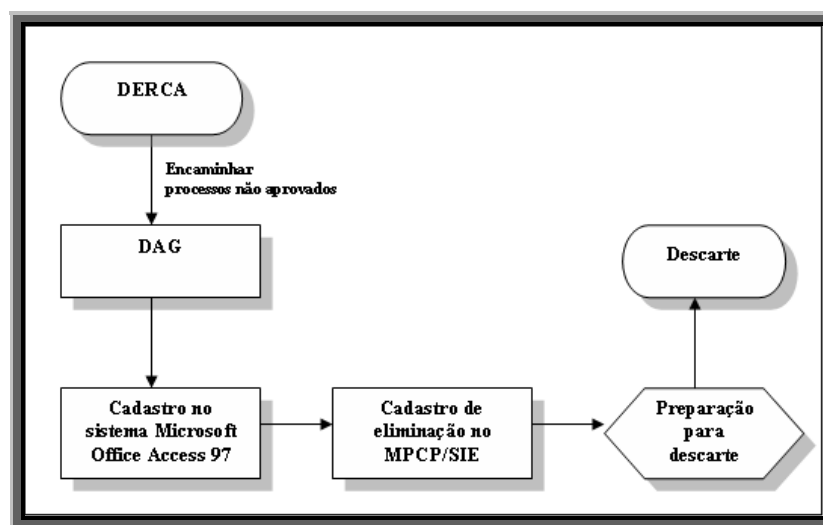 DERCA
Encaminhar
processos não aprovados
DAG
Descarte
Cadastro no
sistema Microsoft
Office Access 97
Cadastro de
eliminação no
MPCP/SIE
Preparação
para
descarte